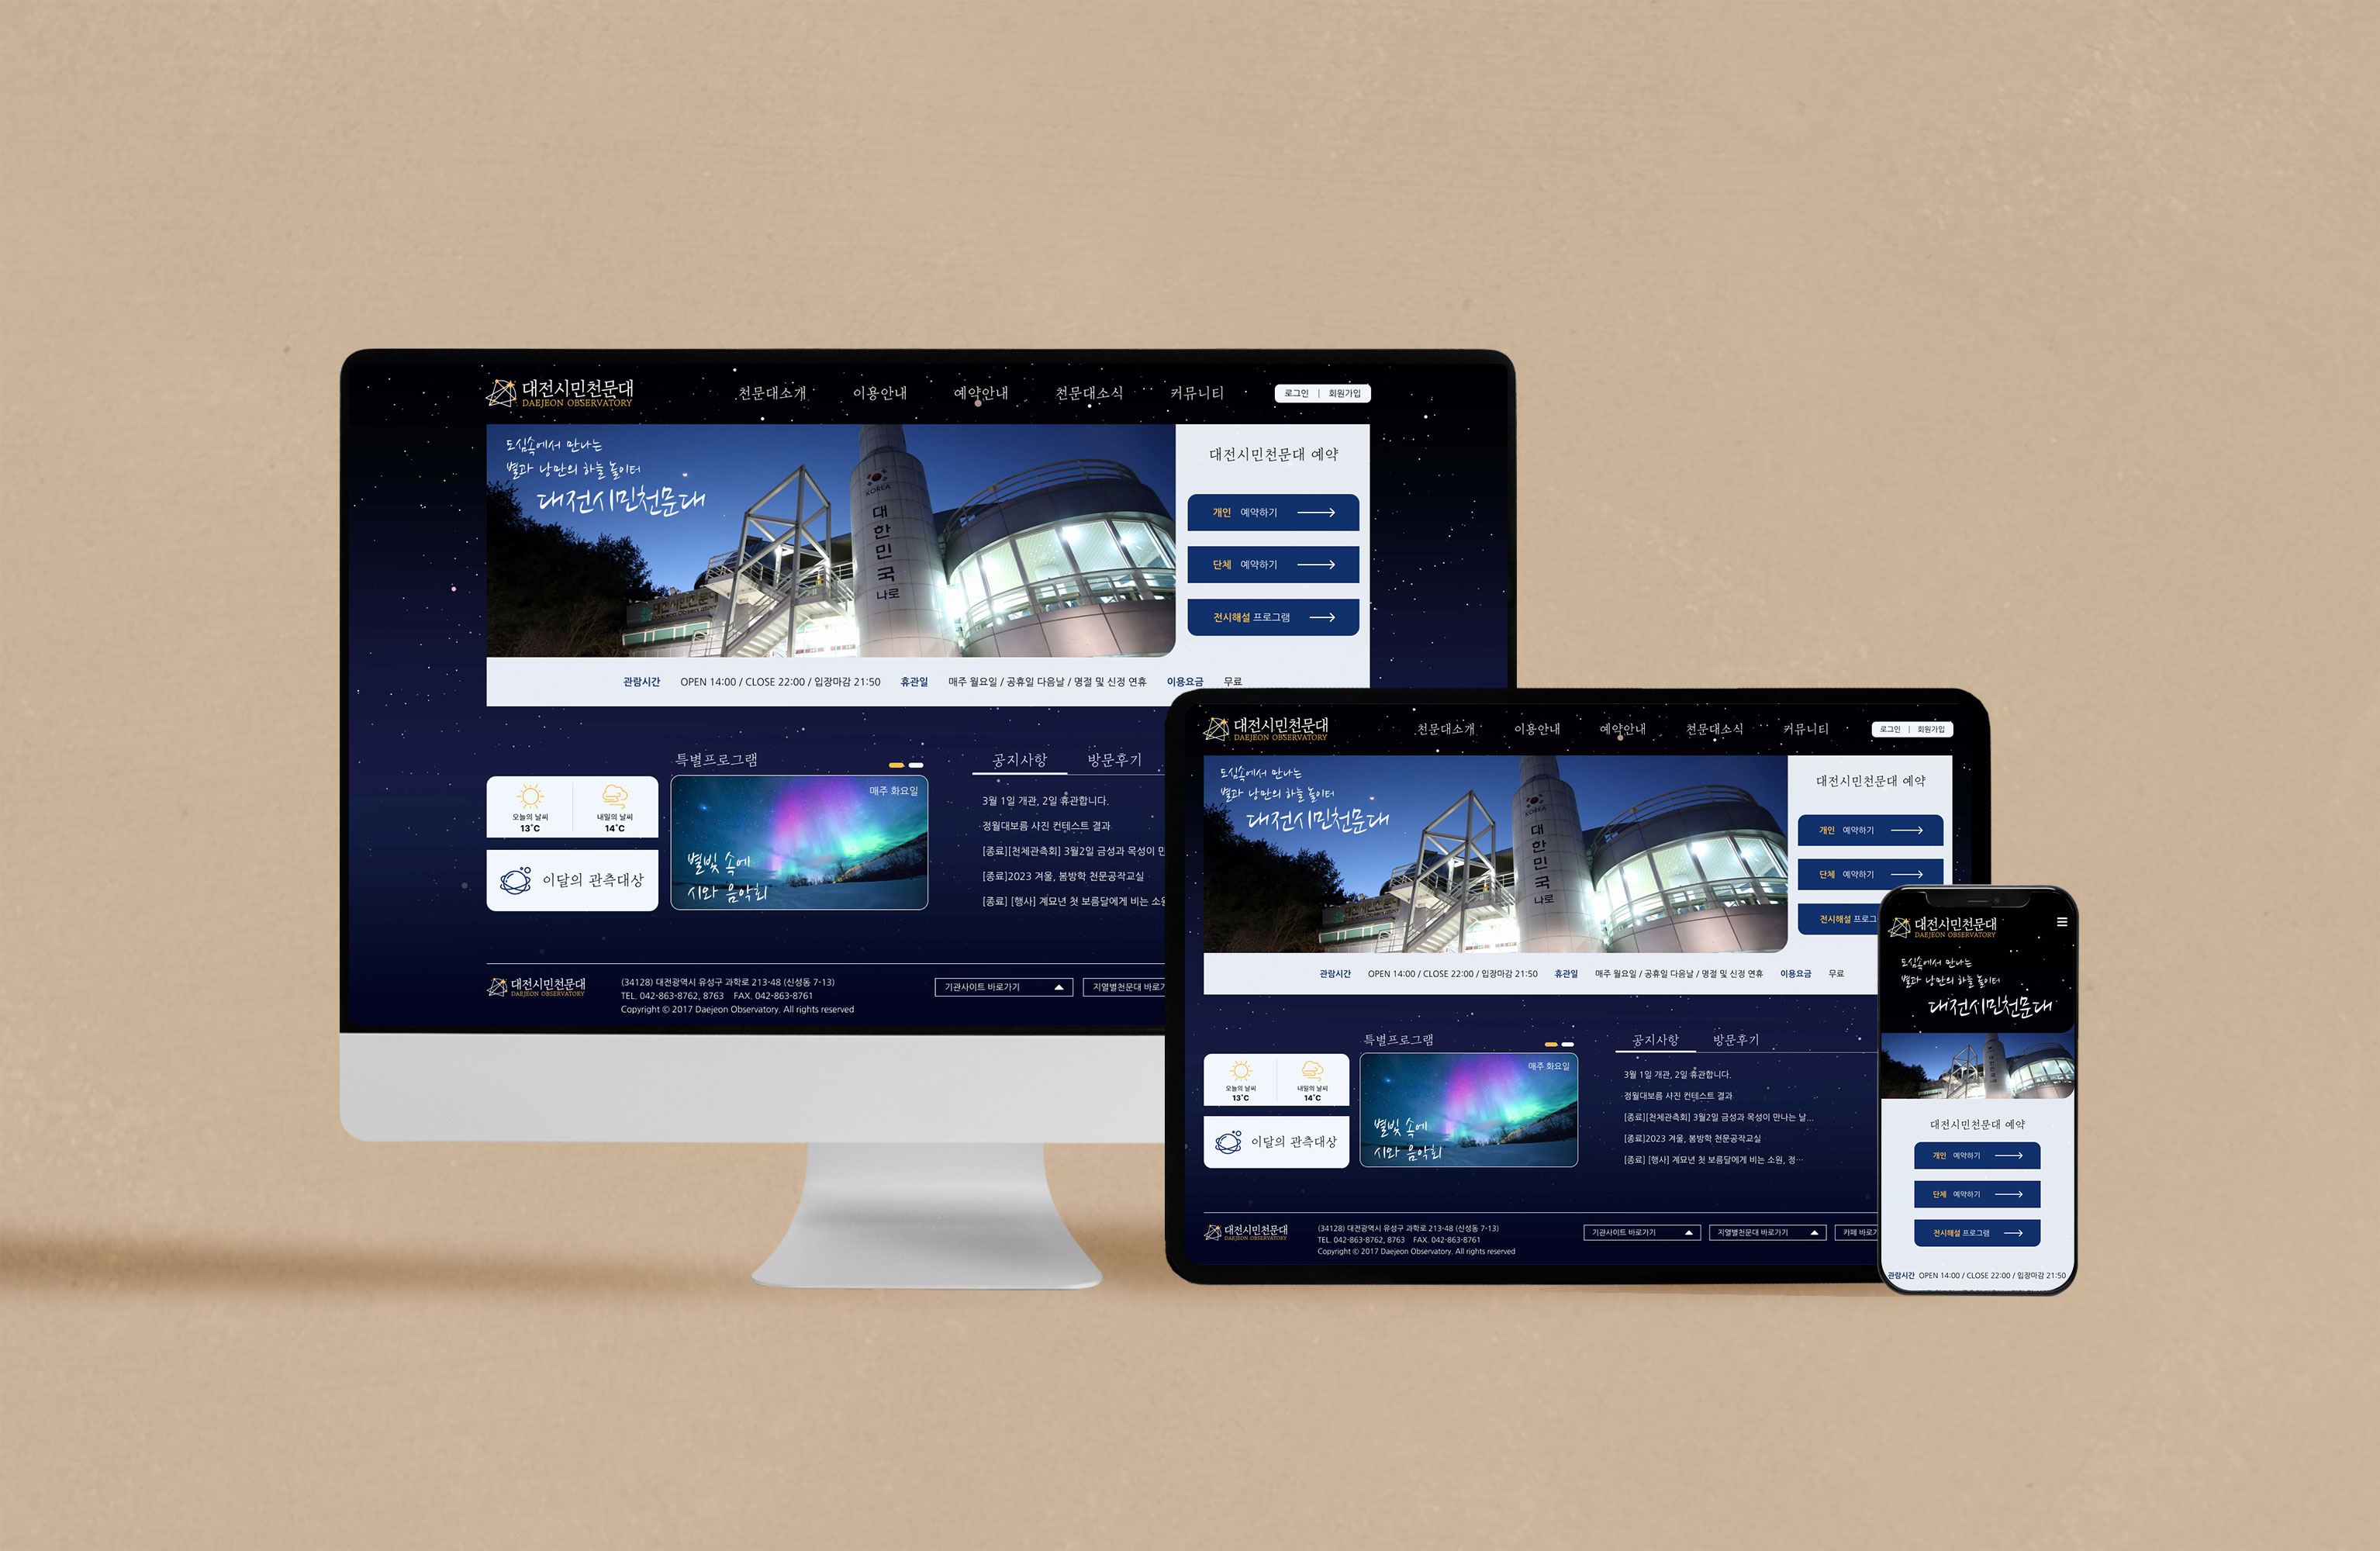 대전시민천문대
DAEJEON OBSERVATORY
천문대소개 이용안내 예약안내 천문대소식 커뮤니티
로그인 | 회원가입
도심속에서 만나는
별과 낭만의 하늘 놀이터
대전시민천문대
KOREA
대한민국
나로
대전시민천문대 예약
개인 예약하기
단체 예약하기
전시해설 프로그램
관람시간 OPEN 14:00 / CLOSE 22:00 / 입장마감 21:50 휴관일 매주 월요일 / 공휴일 다음날 / 명절 및 신정 연휴 이용요금 무료
오늘의 날씨
13°C
내일의 날씨
14°C
이달의 관측대상
특별프로그램
매주 화요일
별빛 속에
시와 음악회
공지사항 방문후기
3월 1일 개관, 2일 휴관합니다.
정월대보름 사진 컨테스트 결과
[종료][천체관측회] 3월2일 금성과 목성이 만
[종료]2023 겨울, 봄방학 천문공작교실
[종료] [행사] 계묘년 첫 보름달에게 비는 소원
대전시민천문대
DAEJEON OBSERVATORY
(34128) 대전광역시 유성구 과학로 213-48 (신성동 7-13)
TEL. 042-863-8762, 8763 FAX. 042-863-8761
Copyright © 2017 Daejeon Observatory. All rights reserved
기관사이트 바로가기
지열별천문대 바로가
대전시민천문대
DAEJEON OBSERVATORY
천문대소개 이용안내 예약안내 천문대소식 커뮤니티
로그인 | 회원가입
도심속에서 만나는
별과 낭만의 하늘 놀이터
대전시민천문대
KOREA
대한민국
나로
대전시민천문대 예약
개인 예약하기
단체 예약하기
전시해설 프로그
관람시간 OPEN 14:00 / CLOSE 22:00 / 입장마감 21:50 휴관일 매주 월요일 / 공휴일 다음날 / 명절 및 신정 연휴 이용요금 무료
오늘의 날씨
13°C
내일의 날씨
14°C
이달의 관측대상
특별프로그램
매주 화요일
별빛 속에
시와 음악회
공지사항 방문후기
3월 1일 개관, 2일 휴관합니다.
정월대보름 사진 컨테스트 결과
[종료][천체관측회] 3월2일 금성과 목성이 만나는 날...
[종료]2023 겨울, 봄방학 천문공작교실
[종료] [행사] 계묘년 첫 보름달에게 비는 소원, 정…
대전시민천문대
DAEJEON OBSERVATORY
(34128) 대전광역시 유성구 과학로 213-48 (신성동 7-13)
TEL. 042-863-8762, 8763 FAX. 042-863-8761
Copyright © 2017 Daejeon Observatory. All rights reserved
기관사이트 바로가기
지열별천문대 바로가기
카페 바로가
대전시민천문대
DAEJEON OBSERVATORY
도심속에서 만나는
별과 낭만의 하늘 놀이터
대전시민천문대
대전시민천문대 예약
개인 예약하기
단체 예약하기
전시해설 프로그램
관람시간 OPEN 14:00 / CLOSE 22:00 / 입장마감 21:50